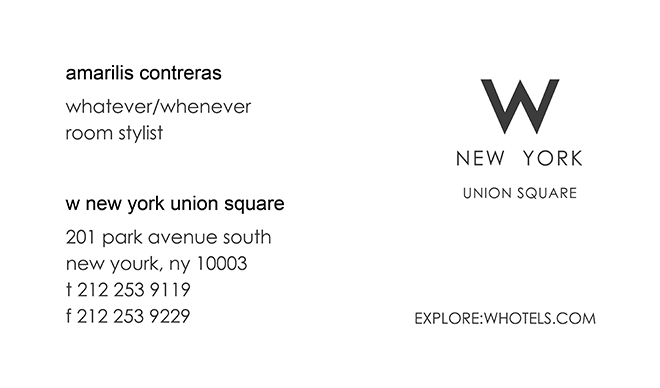 amarilis contreras
whatever/whenever
room stylist
w new york union square
201 park avenue south
new yourk, ny 10003
t 212 253 9119
f 212 253 9229
W
NEW YORK
UNION SQUARE
EXPLORE:WHOTELS.COM